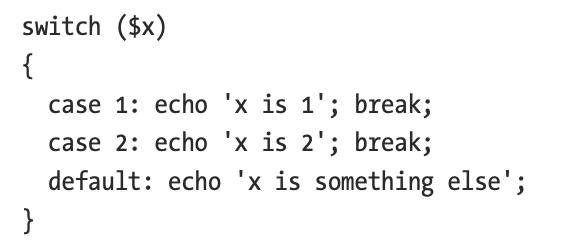 switch ($x)
{
  case 1: echo 'x is 1'; break;
  case 2: echo 'x is 2'; break;
  default: echo 'x is something else';
}